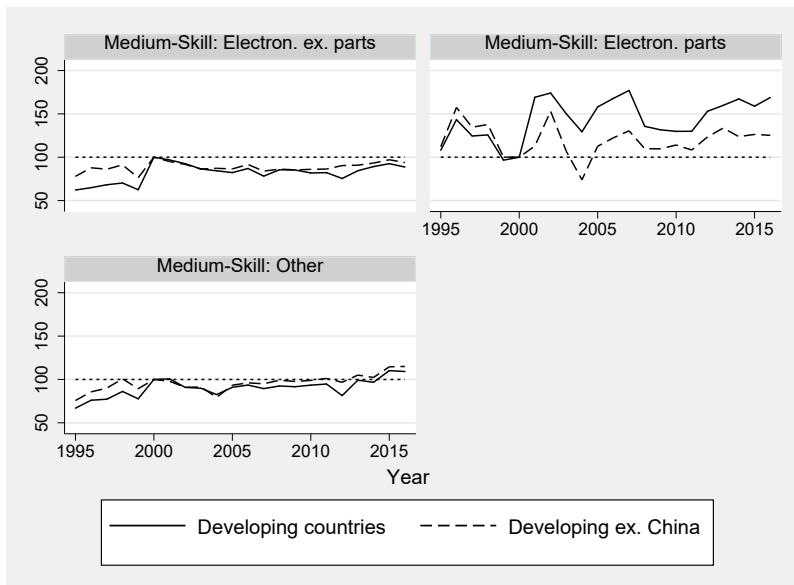 Medium-Skill: Electron. ex. parts
Medium-Skill: Electron. parts
200
150
100
50
1995 2000 2005 2010 2015
Medium-Skill: Other
200
150
100
50
1995 2000 2005 2010 2015
Year
Developing countries Developing ex. China